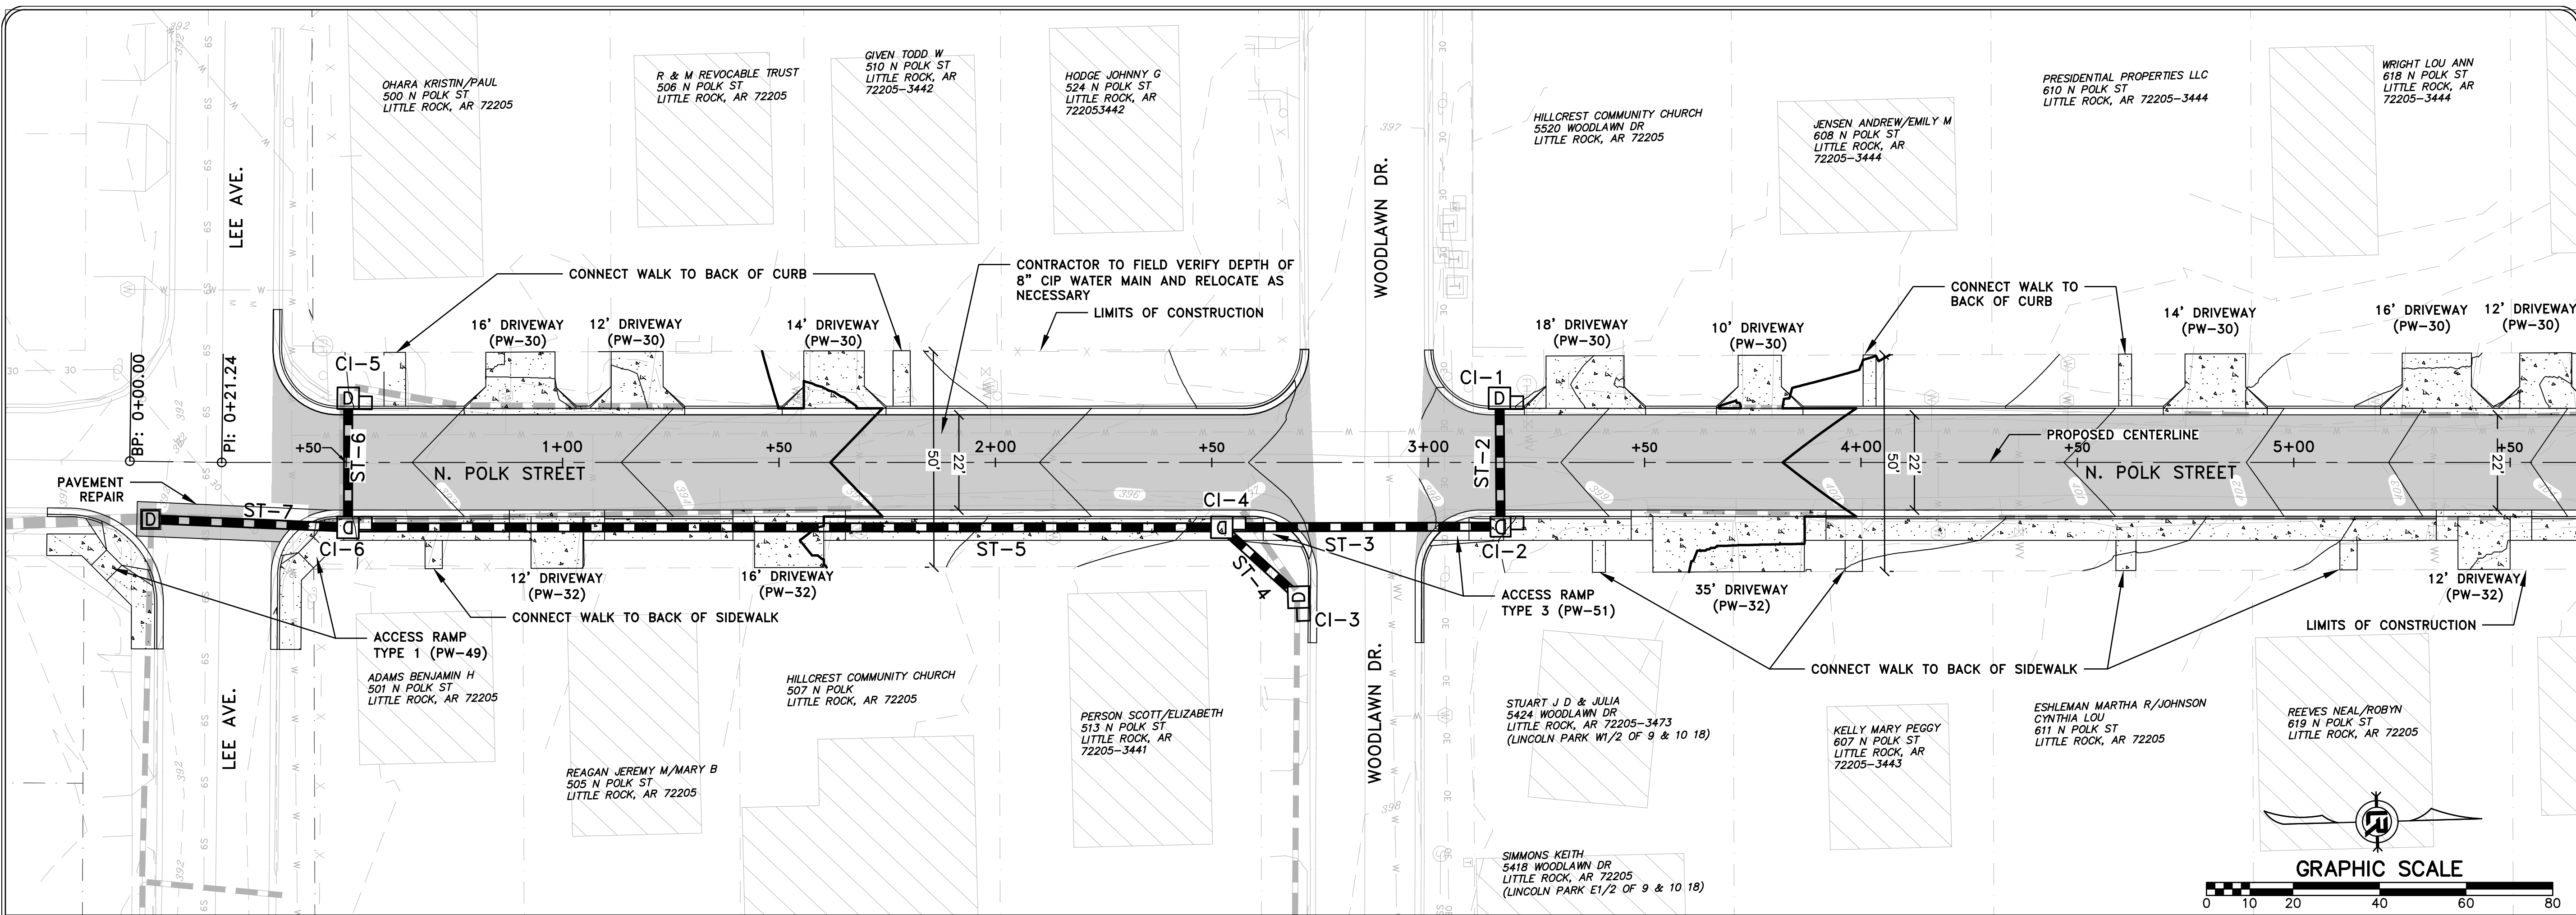 OHARA KRISTIN/PAUL
500 N POLK ST
LITTLE ROCK, AR 72205
R & M REVOCABLE TRUST
506 N POLK ST
LITTLE ROCK, AR 72205
GIVEN TODD W
510 N POLK ST
LITTLE ROCK, AR
72205-3442
HODGE JOHNNY G
524 N POLK ST
LITTLE ROCK, AR
722053442
HILLCREST COMMUNITY CHURCH
5520 WOODLAWN DR
LITTLE ROCK, AR 72205
JENSEN ANDREW/EMILY M
608 N POLK ST
LITTLE ROCK, AR
72205-3444
PRESIDENTIAL PROPERTIES LLC
610 N POLK ST
LITTLE ROCK, AR 72205-3444
WRIGHT LOU ANN
618 N POLK ST
LITTLE ROCK, AR
72205-3444
392
392
397
LEE AVE.
WOODLAWN DR.
CONNECT WALK TO BACK OF CURB
CONTRACTOR TO FIELD VERIFY DEPTH OF
8" CIP WATER MAIN AND RELOCATE AS
NECESSARY
LIMITS OF CONSTRUCTION
CONNECT WALK TO
BACK OF CURB
16' DRIVEWAY
(PW-30)
12' DRIVEWAY
(PW-30)
14' DRIVEWAY
(PW-30)
18' DRIVEWAY
(PW-30)
10' DRIVEWAY
(PW-30)
14' DRIVEWAY
(PW-30)
16' DRIVEWAY
(PW-30)
12' DRIVEWAY
(PW-30)
BP: 0+00.00
PI: 0+21.24
CI-5
CI-1
D
D
+50
ST-6
1+00
+50
2+00
+50
3+00
ST-2
+50
4+00
+50
5+00
+50
50'
22'
50'
22'
22'
PROPOSED CENTERLINE
N. POLK STREET
N. POLK STREET
394
396
398
399
400
401
402
PAVEMENT
REPAIR
D
ST-7
D
CI-6
ST-5
CI-4
D
ST-3
D
CI-2
ST-4
D
CI-3
12' DRIVEWAY
(PW-32)
16' DRIVEWAY
(PW-32)
35' DRIVEWAY
(PW-32)
12' DRIVEWAY
(PW-32)
CONNECT WALK TO BACK OF SIDEWALK
ACCESS RAMP
TYPE 3 (PW-51)
LIMITS OF CONSTRUCTION
ACCESS RAMP
TYPE 1 (PW-49)
CONNECT WALK TO BACK OF SIDEWALK
LEE AVE.
WOODLAWN DR.
ADAMS BENJAMIN H
501 N POLK ST
LITTLE ROCK, AR 72205
REAGAN JEREMY M/MARY B
505 N POLK ST
LITTLE ROCK, AR 72205
HILLCREST COMMUNITY CHURCH
507 N POLK
LITTLE ROCK, AR 72205
PERSON SCOTT/ELIZABETH
513 N POLK ST
LITTLE ROCK, AR
72205-3441
STUART J D & JULIA
5424 WOODLAWN DR
LITTLE ROCK, AR 72205-3473
(LINCOLN PARK W1/2 OF 9 & 10 18)
KELLY MARY PEGGY
607 N POLK ST
LITTLE ROCK, AR
72205-3443
ESHLEMAN MARTHA R/JOHNSON
CYNTHIA LOU
611 N POLK ST
LITTLE ROCK, AR 72205
REEVES NEAL/ROBYN
619 N POLK ST
LITTLE ROCK, AR 72205
SIMMONS KEITH
5418 WOODLAWN DR
LITTLE ROCK, AR 72205
(LINCOLN PARK E1/2 OF 9 & 10 18)
392
392
398
GRAPHIC SCALE
0 10 20 40 60 80